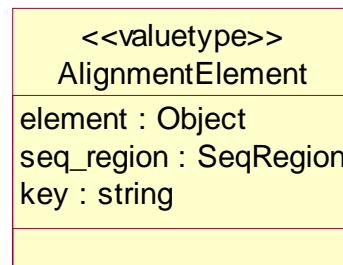 <<valuetype>>
AlignmentElement
element : Object
seq_region : SeqRegion
key : string